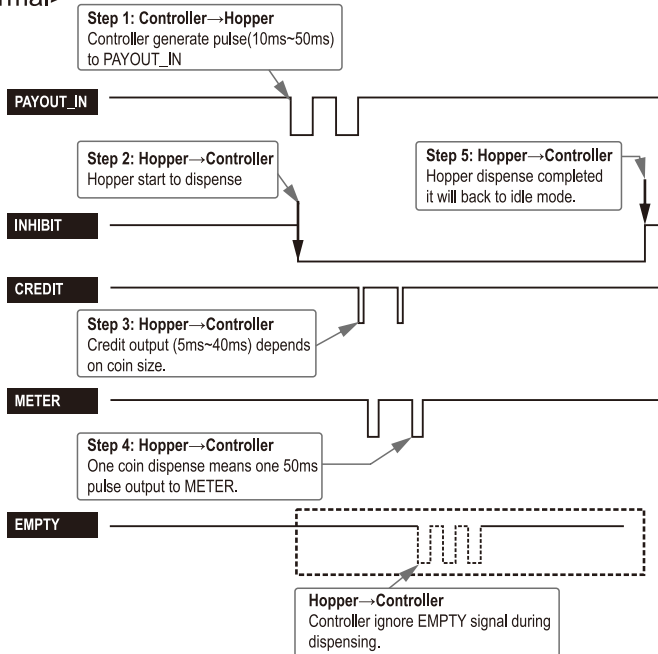 Step 1: Controller→Hopper
Controller generate pulse(10ms~50ms)
to PAYOUT_IN
PAYOUT_IN
Step 2: Hopper→Controller
Hopper start to dispense
Step 5: Hopper→Controller
Hopper dispense completed
it will back to idle mode.
INHIBIT
CREDIT
Step 3: Hopper→Controller
Credit output (5ms~40ms) depends
on coin size.
METER
Step 4: Hopper→Controller
One coin dispense means one 50ms
pulse output to METER.
EMPTY
Hopper→Controller
Controller ignore EMPTY signal during
dispensing.